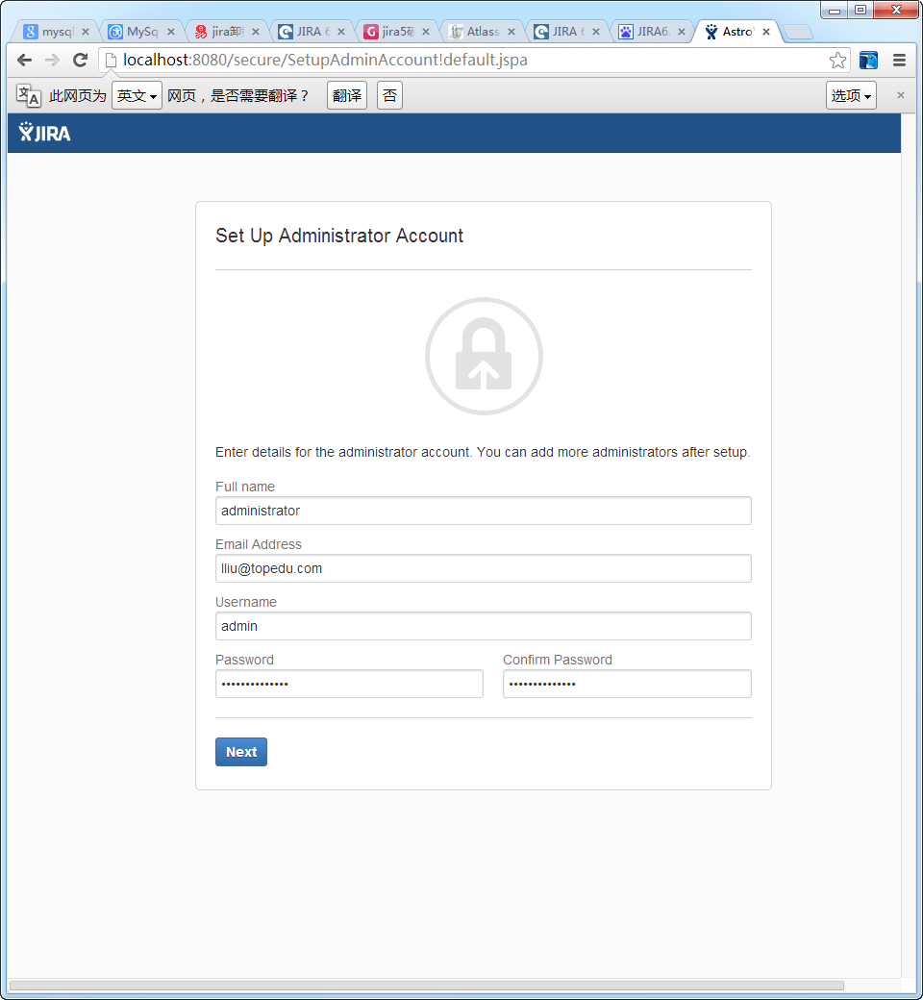 mysql MySq jira卸 JIRA 6 jira5 Atlass JIRA 6 JIRA6. Astro
localhost:8080/secure/SetupAdminAccount!default.jspa
此网页为 英文 网页，是否需要翻译？ 翻译 否 选项
JIRA
Set Up Administrator Account
Enter details for the administrator account. You can add more administrators after setup.
Full name
administrator
Email Address
lliu@topedu.com
Username
admin
Password Confirm Password
•••••••••••••• ••••••••••••••
Next